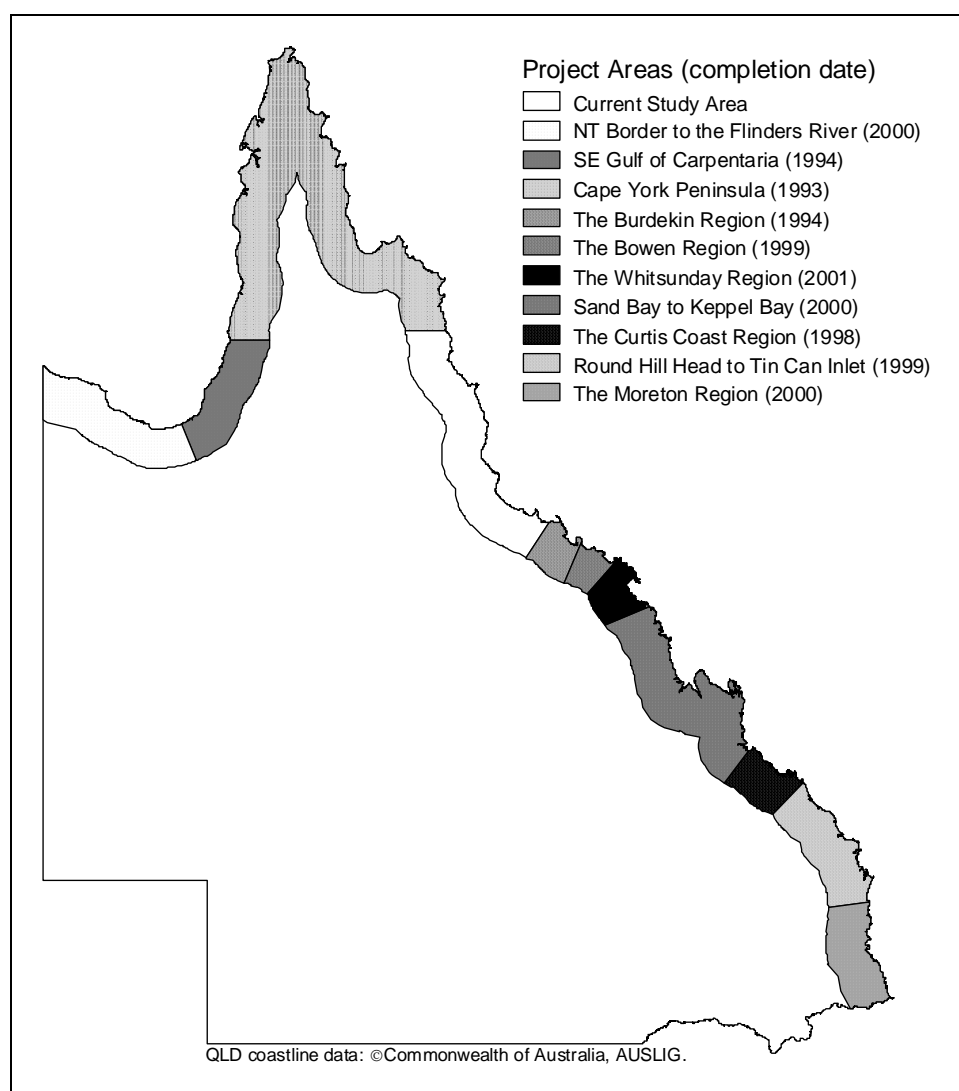 Project Areas (completion date)
Current Study Area
NT Border to the Flinders River (2000)
SE Gulf of Carpentaria (1994)
Cape York Peninsula (1993)
The Burdekin Region (1994)
The Bowen Region (1999)
The Whitsunday Region (2001)
Sand Bay to Keppel Bay (2000)
The Curtis Coast Region (1998)
Round Hill Head to Tin Can Inlet (1999)
The Moreton Region (2000)
QLD coastline data: ©Commonwealth of Australia, AUSLIG.